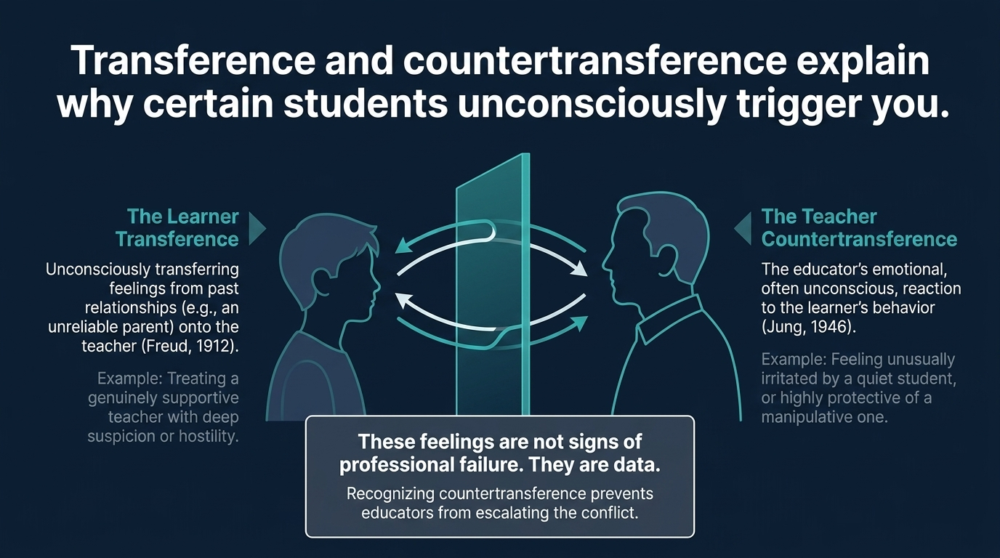 Transference and countertransference explain
why certain students unconsciously trigger you.
The Learner
Transference
Unconsciously transferring
feelings from past
relationships (e.g., an
unreliable parent) onto the
teacher (Freud, 1912).
Example: Treating a
genuinely supportive
teacher with deep
suspicion or hostility.
The Teacher
Countertransference
The educator’s emotional,
often unconscious, reaction
to the learner’s behavior
(Jung, 1946).
Example: Feeling unusually
irritated by a quiet student,
or highly protective of a
manipulative one.
These feelings are not signs of
professional failure. They are data.
Recognizing countertransference prevents
educators from escalating the conflict.